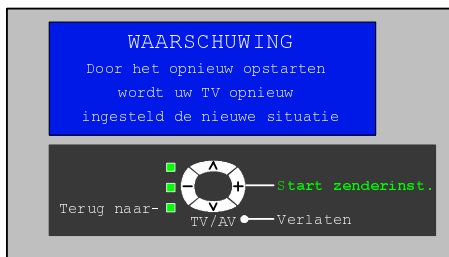 WAARSCHUWING
Door het opnieuw opstarten
wordt uw TV opnieuw
ingesteld de nieuwe situatie
Start zenderinst.
Terug naar-
TV/AV
Verlaten